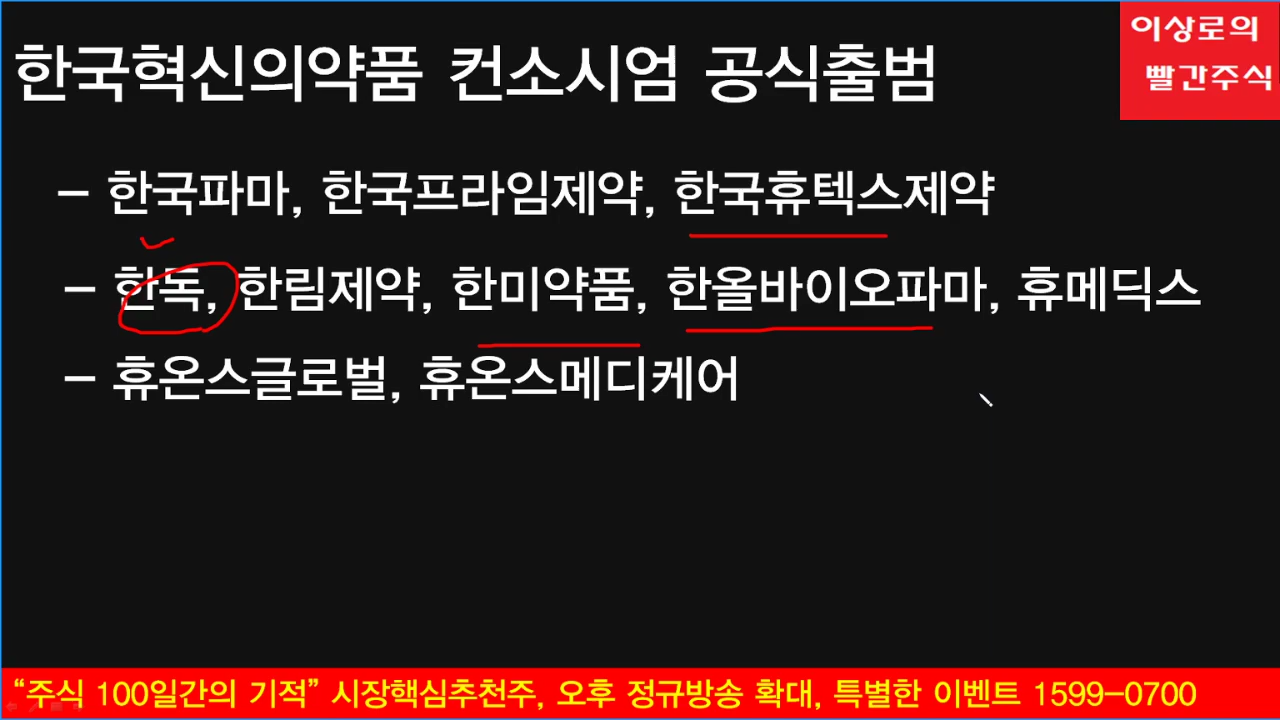 한국혁신의약품 컨소시엄 공식출범
이상로의
빨간주식
- 한국파마, 한국프라임제약, 한국휴텍스제약
- 한독, 한림제약, 한미약품, 한올바이오파마, 휴메딕스
- 휴온스글로벌, 휴온스메디케어
“주식 100일간의 기적” 시장핵심추천주, 오후 정규방송 확대, 특별한 이벤트 1599-0700